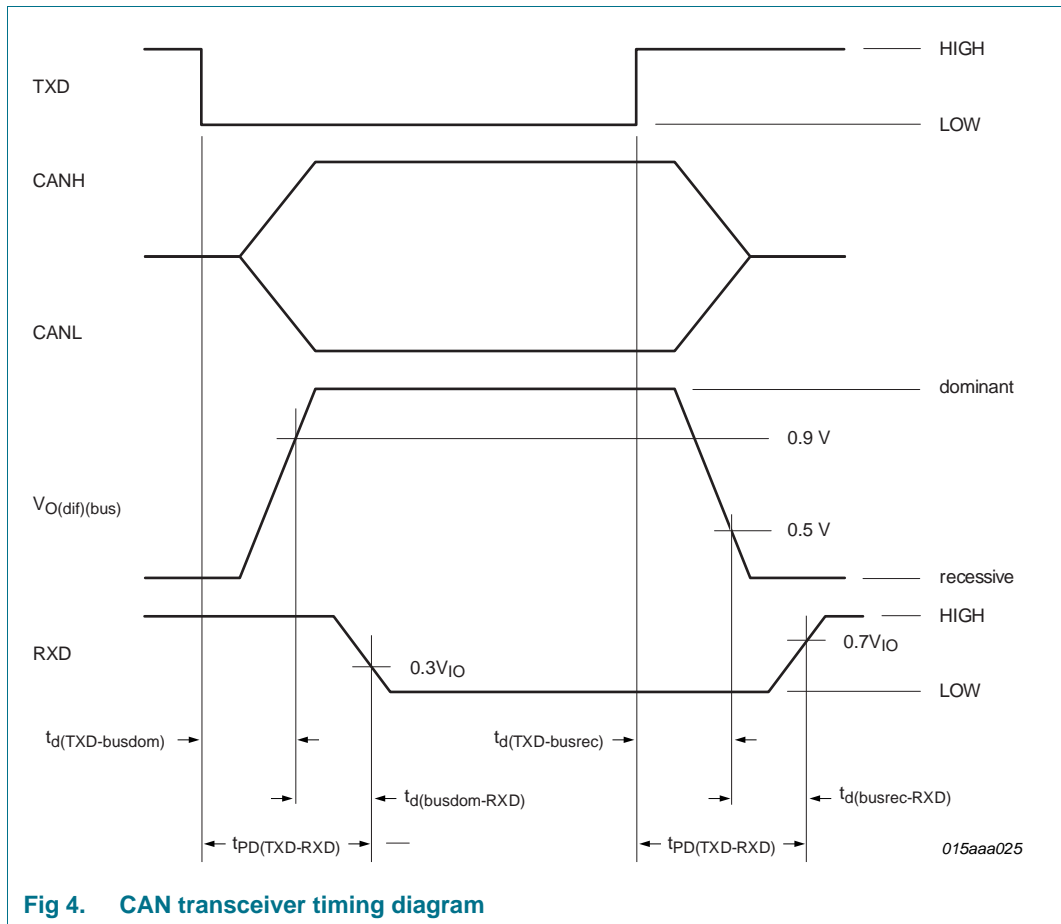 HIGH
TXD
LOW
CANH
CANL
dominant
0.9 V
VO(dif)(bus)
0.5 V
recessive
HIGH
RXD
0.3VIO
0.7VIO
LOW
td(TXD-busdom)
td(TXD-busrec)
td(busdom-RXD)
td(busrec-RXD)
tPD(TXD-RXD)
tPD(TXD-RXD)
015aaa025
Fig 4. CAN transceiver timing diagram